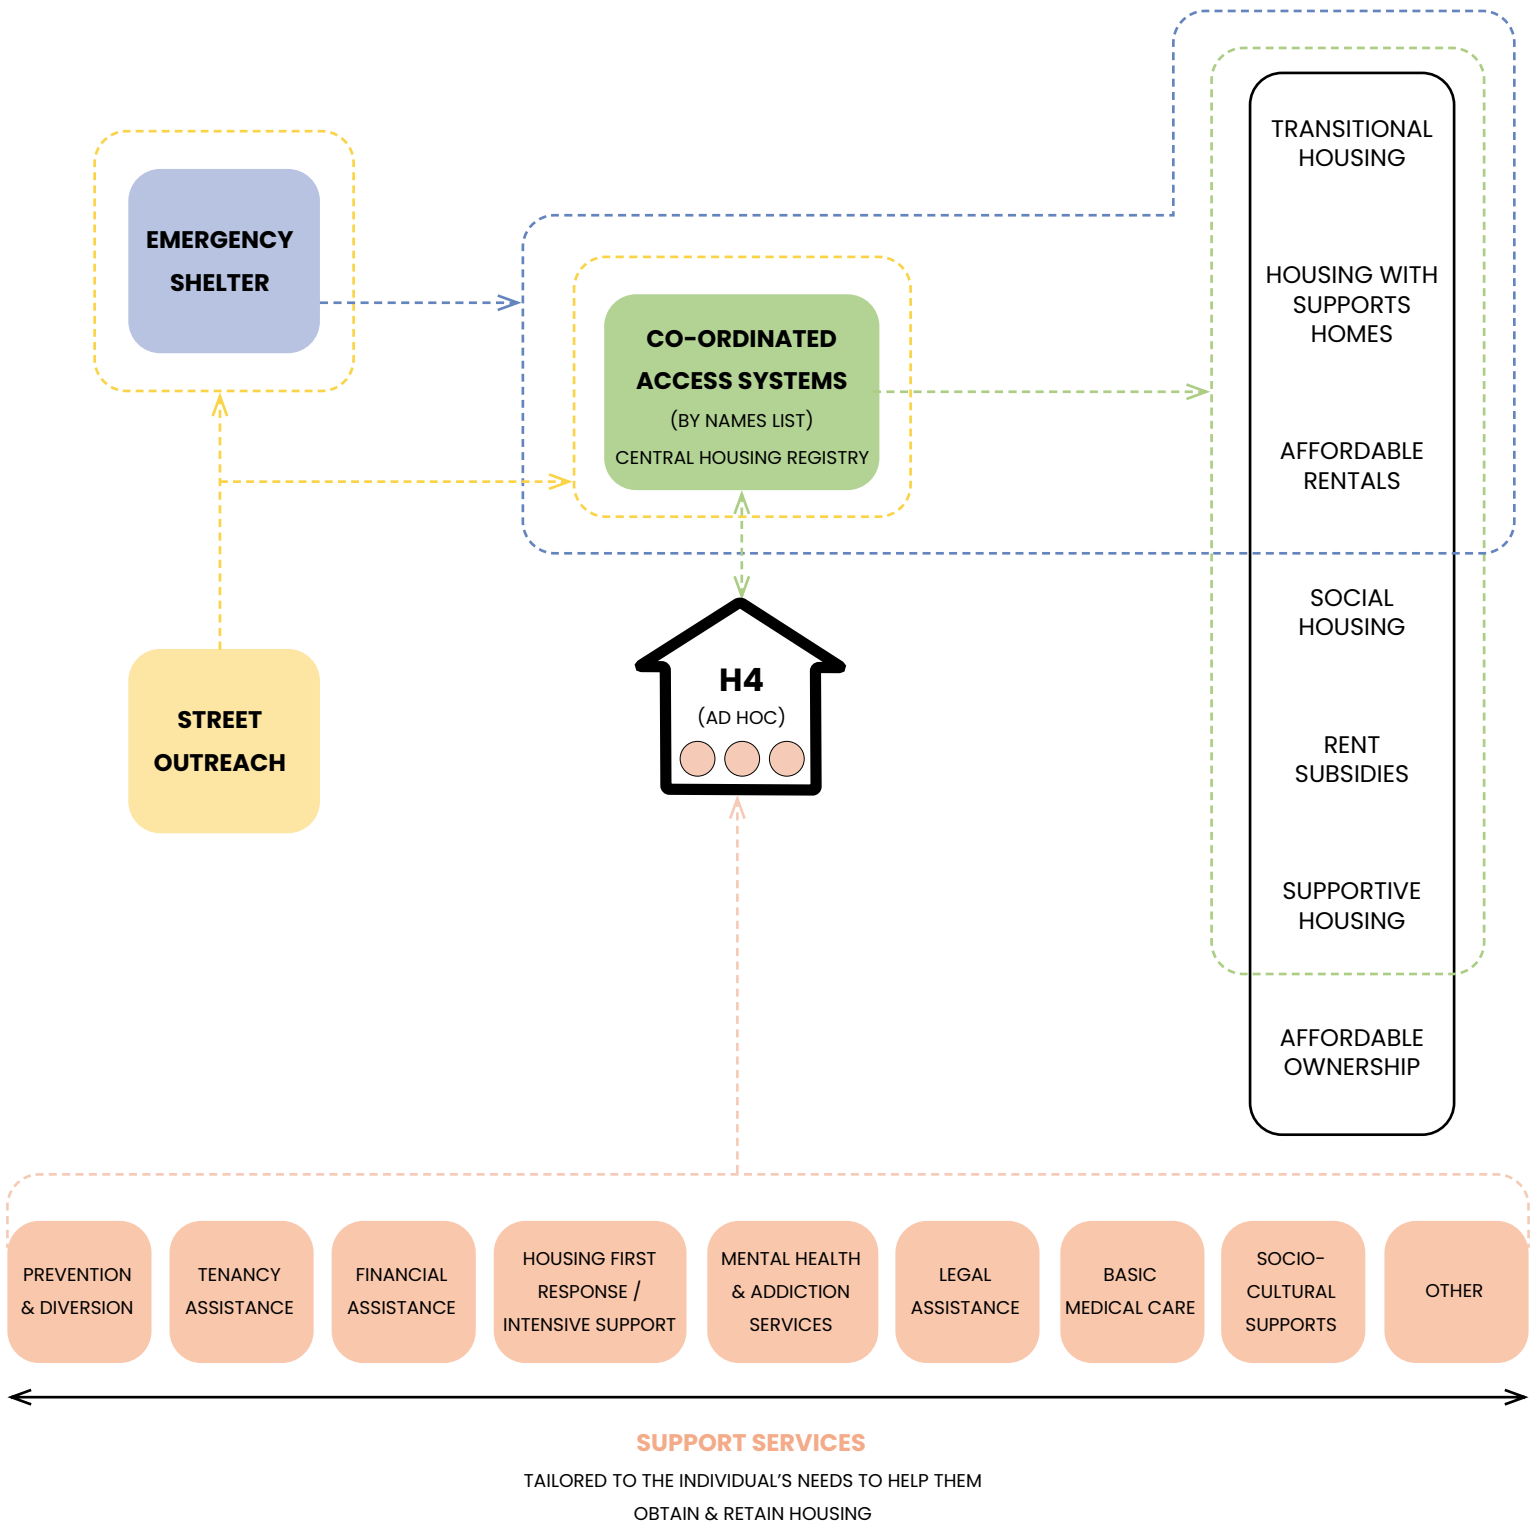 EMERGENCY
SHELTER
CO-ORDINATED
ACCESS SYSTEMS
(BY NAMES LIST)
CENTRAL HOUSING REGISTRY
STREET
OUTREACH
H4
(AD HOC)
TRANSITIONAL
HOUSING
HOUSING WITH
SUPPORTS
HOMES
AFFORDABLE
RENTALS
SOCIAL
HOUSING
RENT
SUBSIDIES
SUPPORTIVE
HOUSING
AFFORDABLE
OWNERSHIP
PREVENTION
& DIVERSION
TENANCY
ASSISTANCE
FINANCIAL
ASSISTANCE
HOUSING FIRST
RESPONSE /
INTENSIVE SUPPORT
MENTAL HEALTH
& ADDICTION
SERVICES
LEGAL
ASSISTANCE
BASIC
MEDICAL CARE
SOCIO-
CULTURAL
SUPPORTS
OTHER
SUPPORT SERVICES
TAILORED TO THE INDIVIDUAL'S NEEDS TO HELP THEM
OBTAIN & RETAIN HOUSING